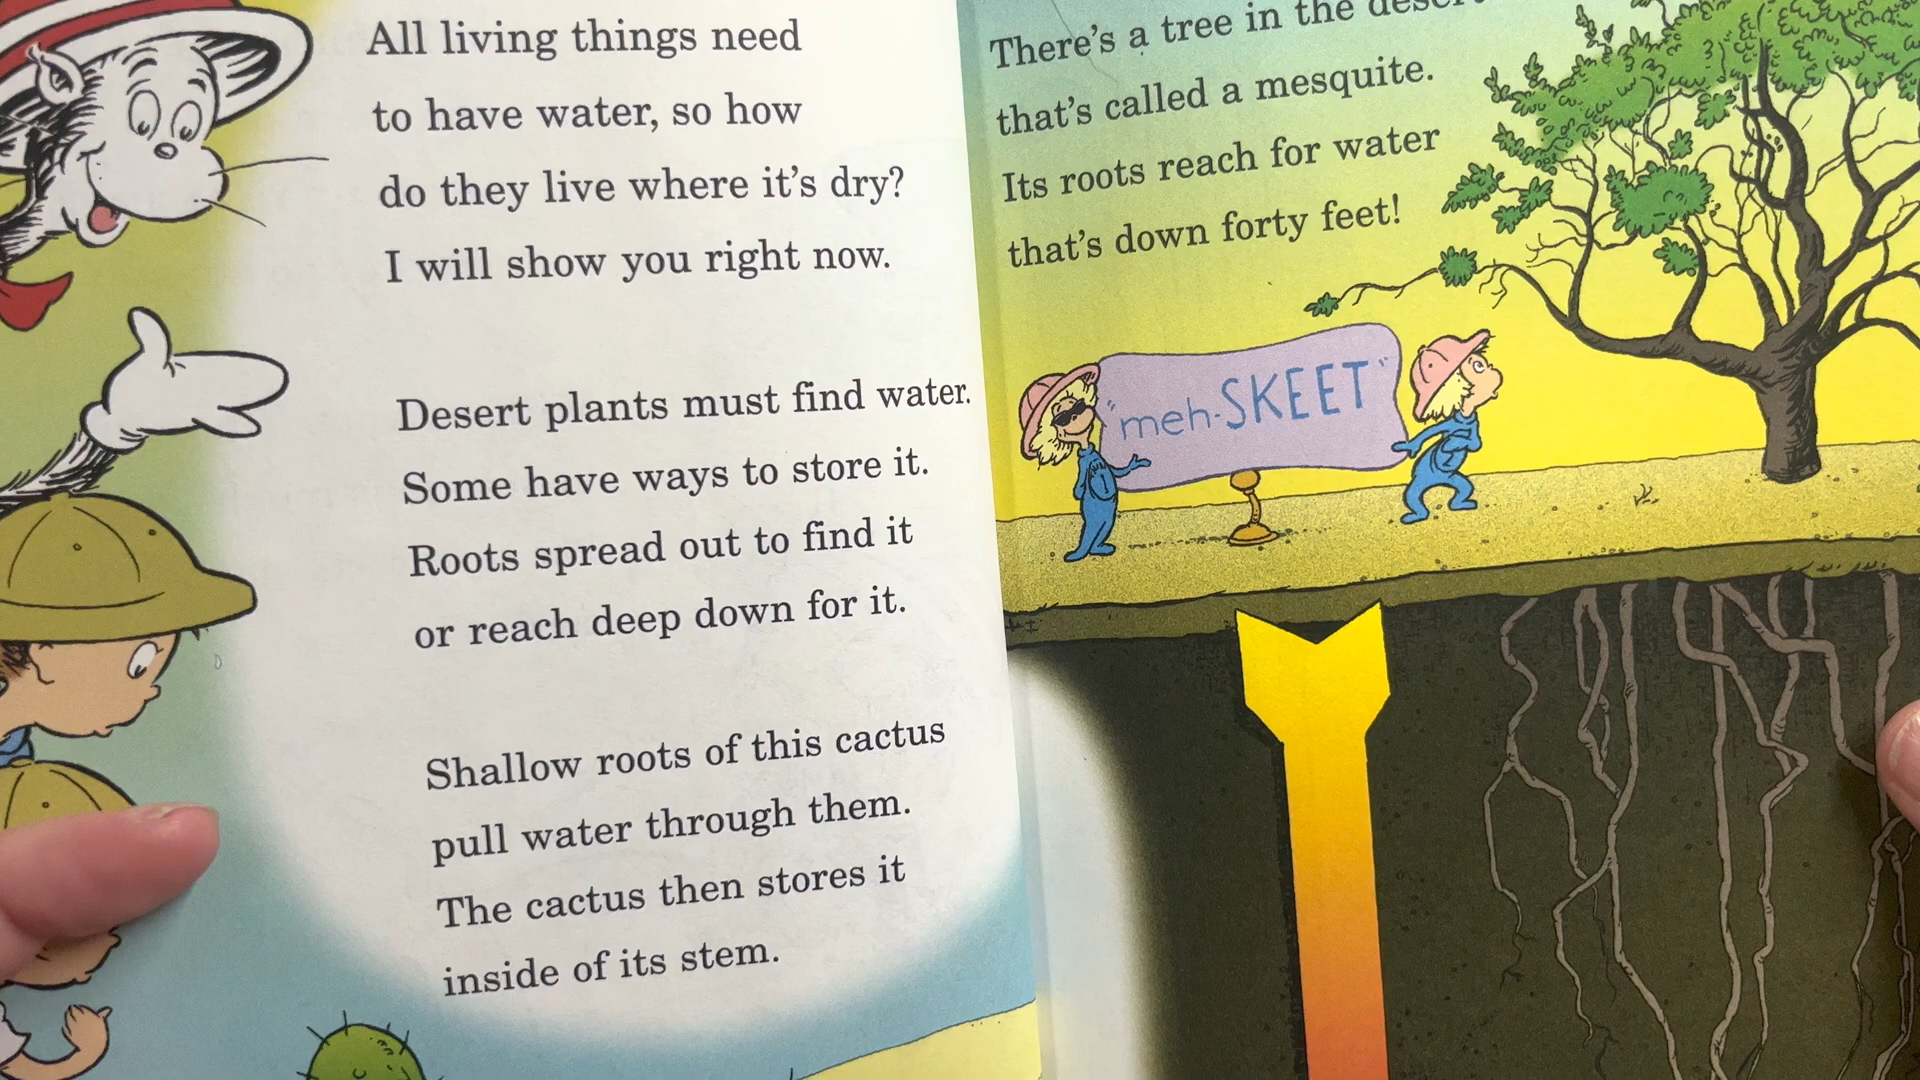 All living things need
to have water, so how
do they live where it's dry?
I will show you right now.
Desert plants must find water.
Some have ways to store it.
Roots spread out to find it
or reach deep down for it.
Shallow roots of this cactus
pull water through them.
The cactus then stores it
inside of its stem.
There's a tree in the desert
that's called a mesquite.
Its roots reach for water
that's down forty feet!
"meh-SKEET"